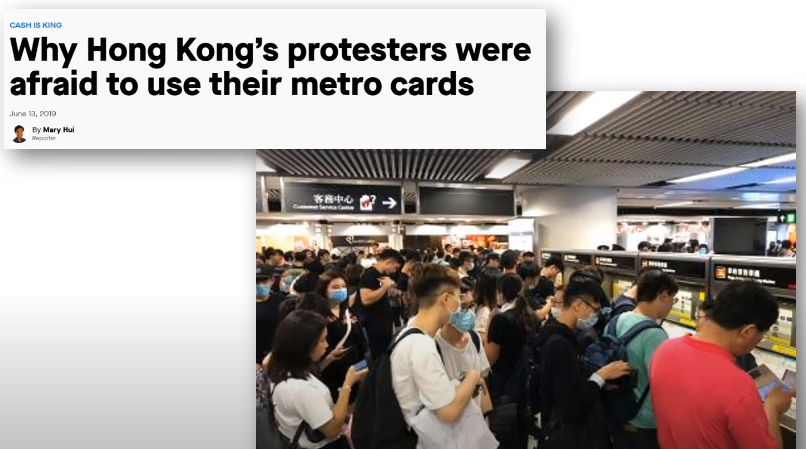 CASH IS KING
Why Hong Kong's protesters were
afraid to use their metro cards
June 13, 2019
By Mary Hui
Reporter
客務中心
Customer Service Centre